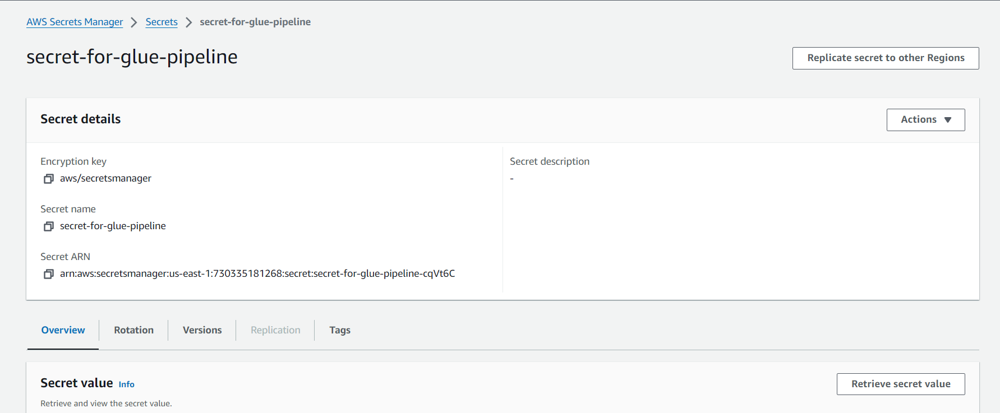 AWS Secrets Manager > Secrets > secret-for-glue-pipeline
secret-for-glue-pipeline
Replicate secret to other Regions
Secret details
Actions
Encryption key
aws/secretsmanager
Secret description
-
Secret name
secret-for-glue-pipeline
Secret ARN
arn:aws:secretsmanager:us-east-1:730335181268:secret:secret-for-glue-pipeline-cqVt6C
Overview
Rotation
Versions
Replication
Tags
Secret value Info
Retrieve secret value
Retrieve and view the secret value.